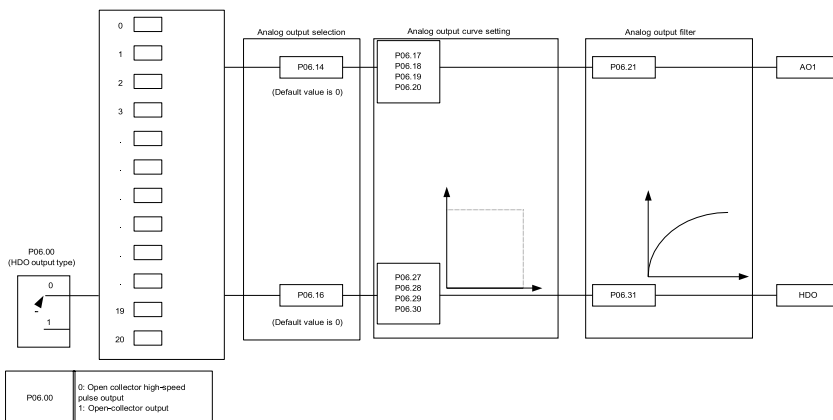 Analog output selection
Analog output curve setting
Analog output filter
0
1
2
3
.
.
.
.
.
.
19
20
P06.14
(Default value is 0)
P06.17
P06.18
P06.19
P06.20
P06.21
AO1
P06.00
(HDO output type)
0
1
P06.16
(Default value is 0)
P06.27
P06.28
P06.29
P06.30
P06.31
HDO
P06.00
0: Open collector high-speed
pulse output
1: Open-collector output